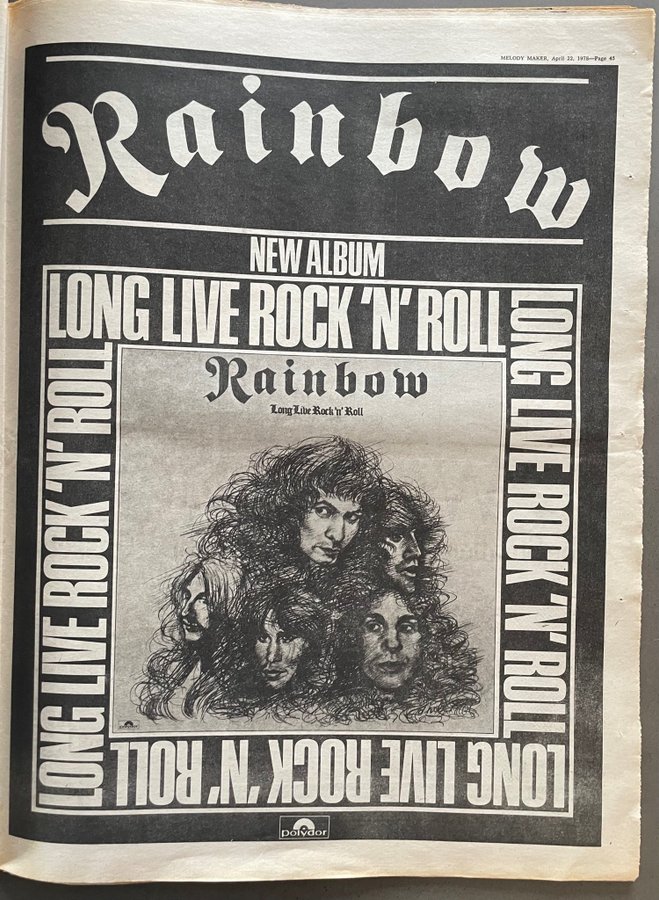 MELODY MAKER, April 22, 1978—Page 45
Rainbow
NEW ALBUM
LONG LIVE ROCK 'N' ROLL
LONG LIVE ROCK 'N' ROLL
LONG LIVE ROCK 'N' ROLL
LONG LIVE ROCK 'N' ROLL
Rainbow
Long Live Rock 'n' Roll
polydor